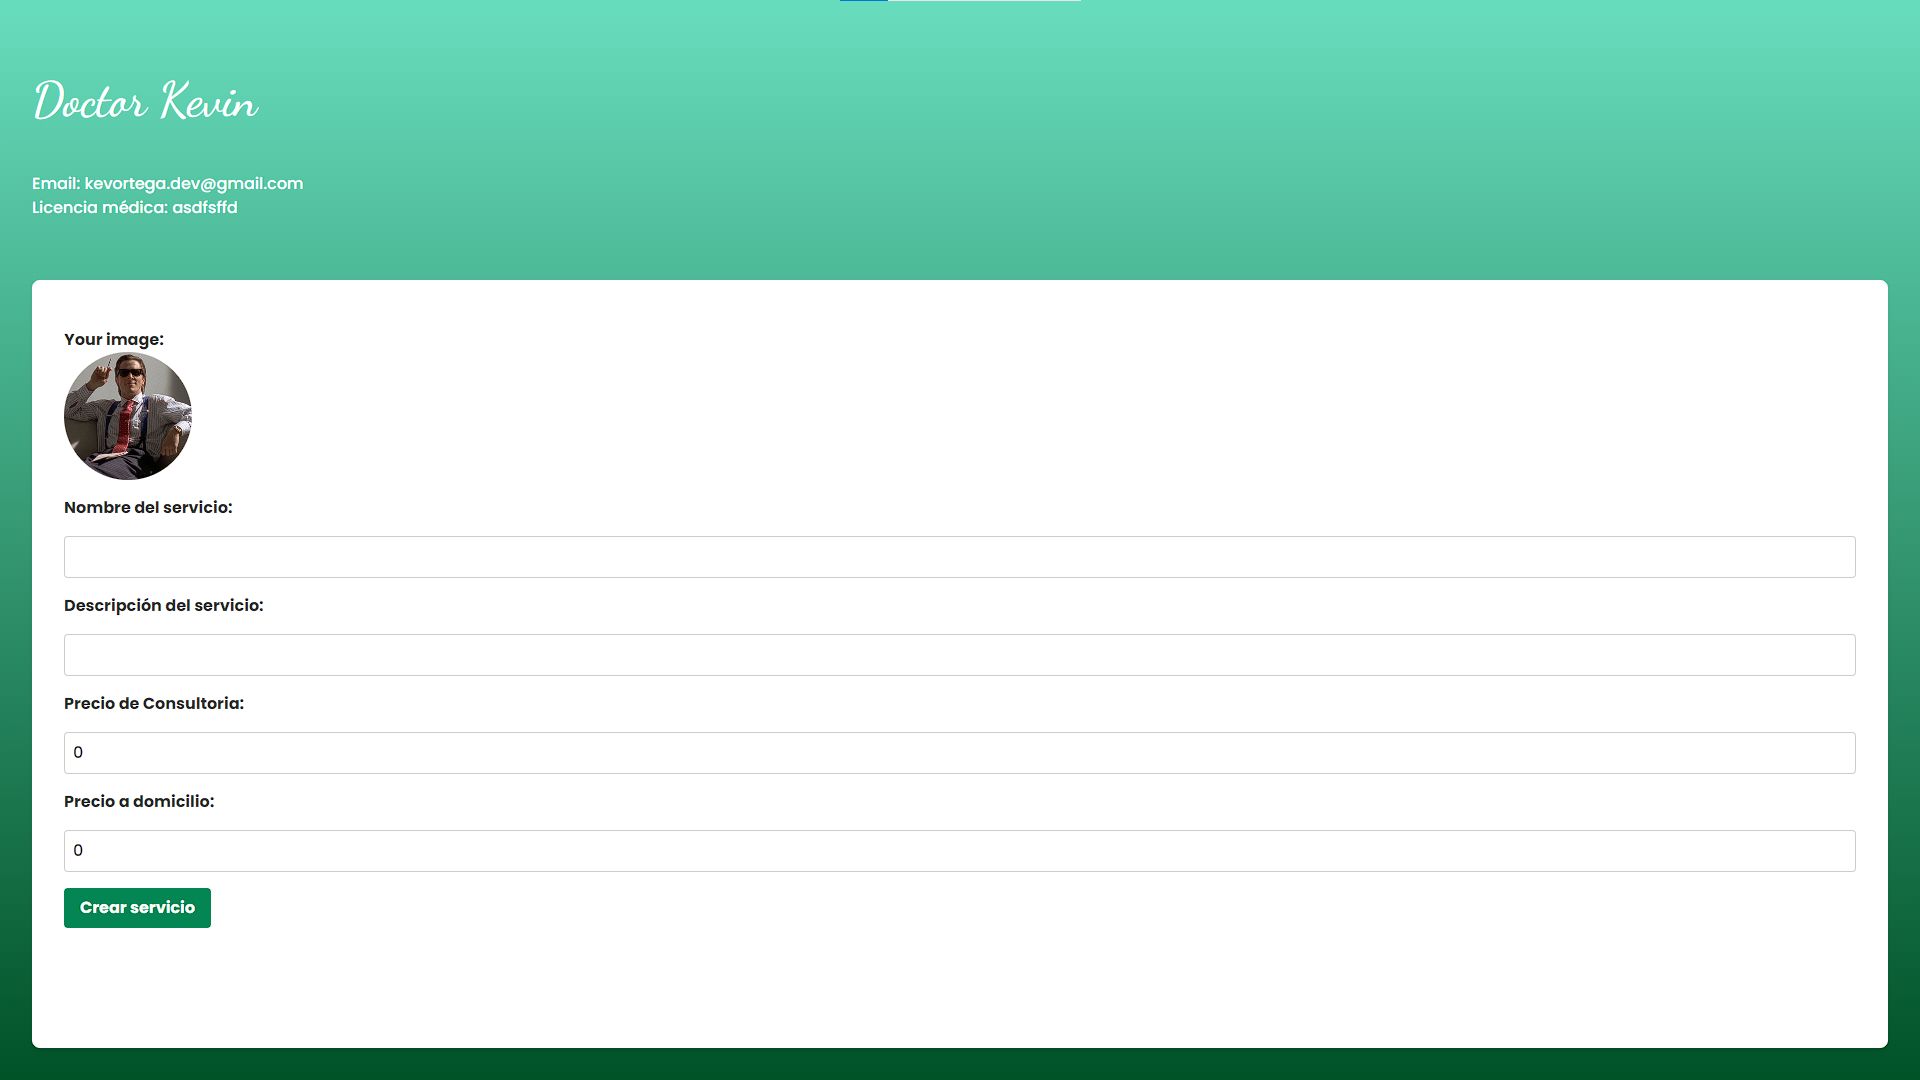 Doctor Kevin
Email: kevortega.dev@gmail.com
Licencia médica: asdfsffd
Your image:
Nombre del servicio:
Descripción del servicio:
Precio de Consultoria:
0
Precio a domicilio:
0
Crear servicio